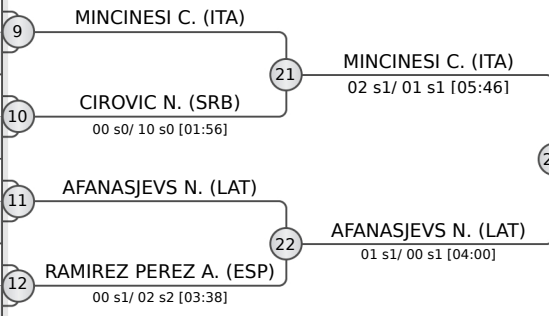 MINCINESI C. (ITA)
9
MINCINESI C. (ITA)
21
02 s1/ 01 s1 [05:46]
CIROVIC N. (SRB)
10
00 s0/ 10 s0 [01:56]
AFANASJEVS N. (LAT)
11
AFANASJEVS N. (LAT)
22
01 s1/ 00 s1 [04:00]
RAMIREZ PEREZ A. (ESP)
12
00 s1/ 02 s2 [03:38]